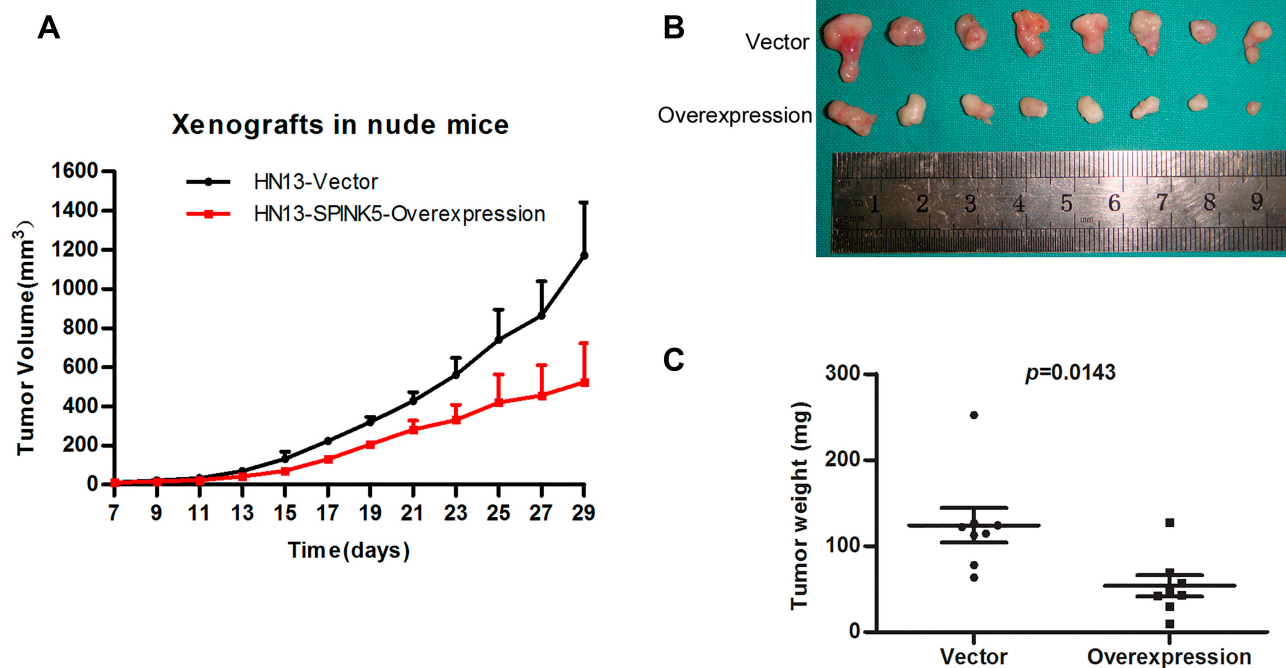 A
Xenografts in nude mice
HN13-Vector
HN13-SPINK5-Overexpression
Tumor Volume(mm³)
1600
1400
1200
1000
800
600
400
200
0
7 9 11 13 15 17 19 21 23 25 27 29
Time(days)
B
Vector
Overexpression
1 2 3 4 5 6 7 8 9
mm
C
p=0.0143
Tumor weight (mg)
300
200
100
0
Vector Overexpression